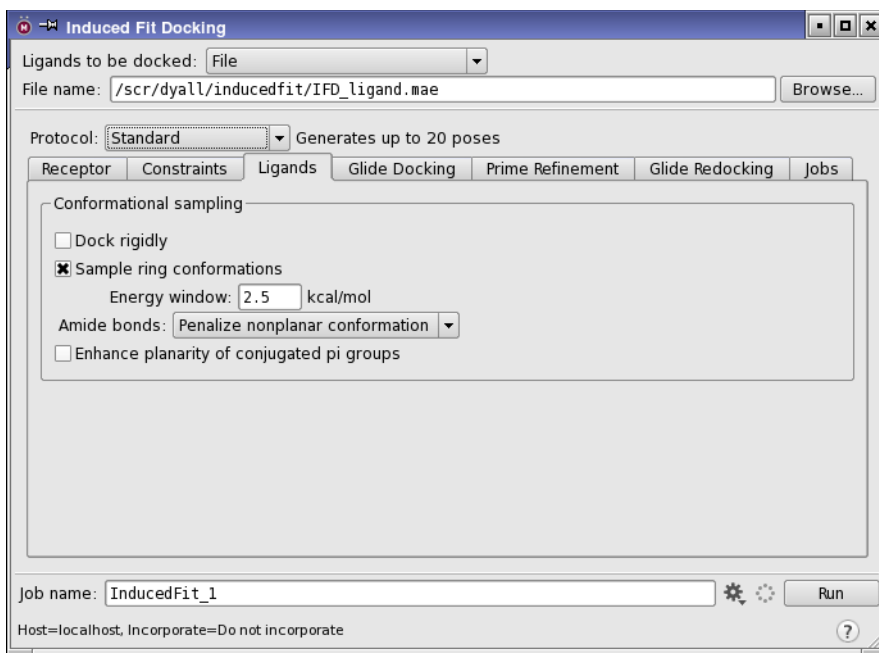 Induced Fit Docking
Ligands to be docked: File
File name: /scr/dyall/inducedfit/IFD_ligand.mae Browse...
Protocol: Standard Generates up to 20 poses
Receptor Constraints Ligands Glide Docking Prime Refinement Glide Redocking Jobs
Conformational sampling
Dock rigidly
Sample ring conformations
Energy window: 2.5 kcal/mol
Amide bonds: Penalize nonplanar conformation
Enhance planarity of conjugated pi groups
Job name: InducedFit_1 Run
Host=localhost, Incorporate=Do not incorporate ?